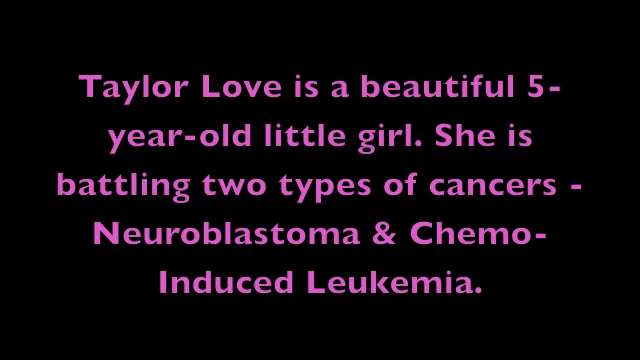 Taylor Love is a beautiful 5-
year-old little girl. She is
battling two types of cancers -
Neuroblastoma & Chemo-
Induced Leukemia.